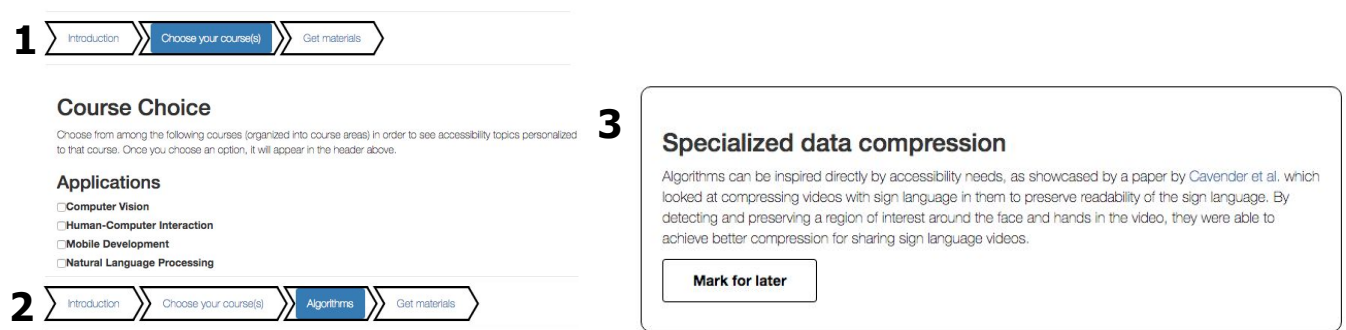 1
Introduction
Choose your course(s)
Get materials
Course Choice
Choose from among the following courses (organized into course areas) in order to see accessibility topics personalized
to that course. Once you choose an option, it will appear in the header above.
Applications
Computer Vision
Human-Computer Interaction
Mobile Development
Natural Language Processing
2
Introduction
Choose your course(s)
Algorithms
Get materials
3
Specialized data compression
Algorithms can be inspired directly by accessibility needs, as showcased by a paper by Cavender et al. which
looked at compressing videos with sign language in them to preserve readability of the sign language. By
detecting and preserving a region of interest around the face and hands in the video, they were able to
achieve better compression for sharing sign language videos.
Mark for later